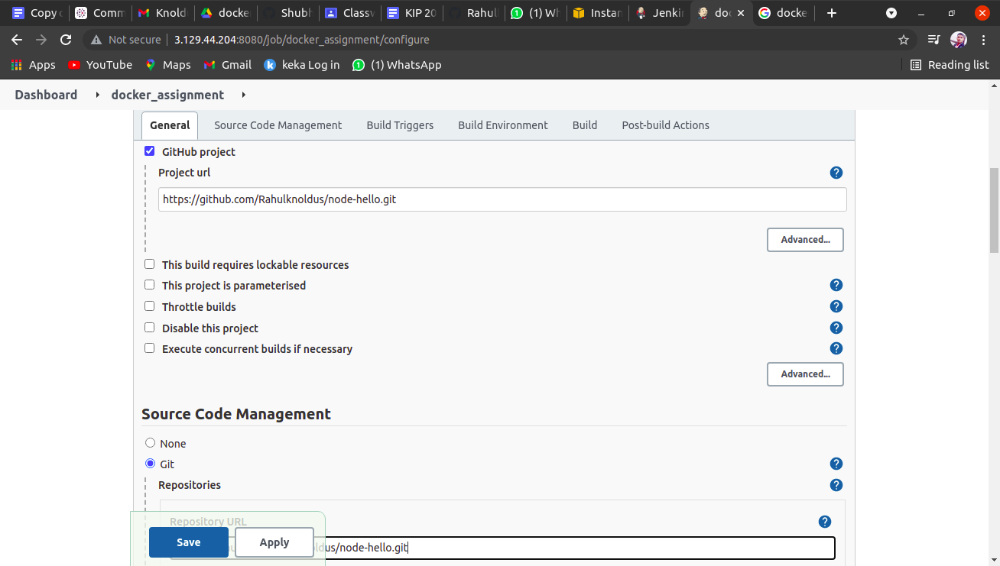 Copy
Comm
Knold
docke
Shubh
Classw
KIP 20
Rahul
(1) Wh
Instan
Jenkin
doc
docke
Not secure
3.129.44.204:8080/job/docker_assignment/configure
Apps
YouTube
Maps
Gmail
keka Log in
(1) WhatsApp
Reading list
Dashboard
docker_assignment
General
Source Code Management
Build Triggers
Build Environment
Build
Post-build Actions
GitHub project
Project url
https://github.com/Rahulknoldus/node-hello.git
Advanced...
This build requires lockable resources
This project is parameterised
Throttle builds
Disable this project
Execute concurrent builds if necessary
Advanced...
Source Code Management
None
Git
Repositories
Repository URL
oldus/node-hello.git
Save
Apply